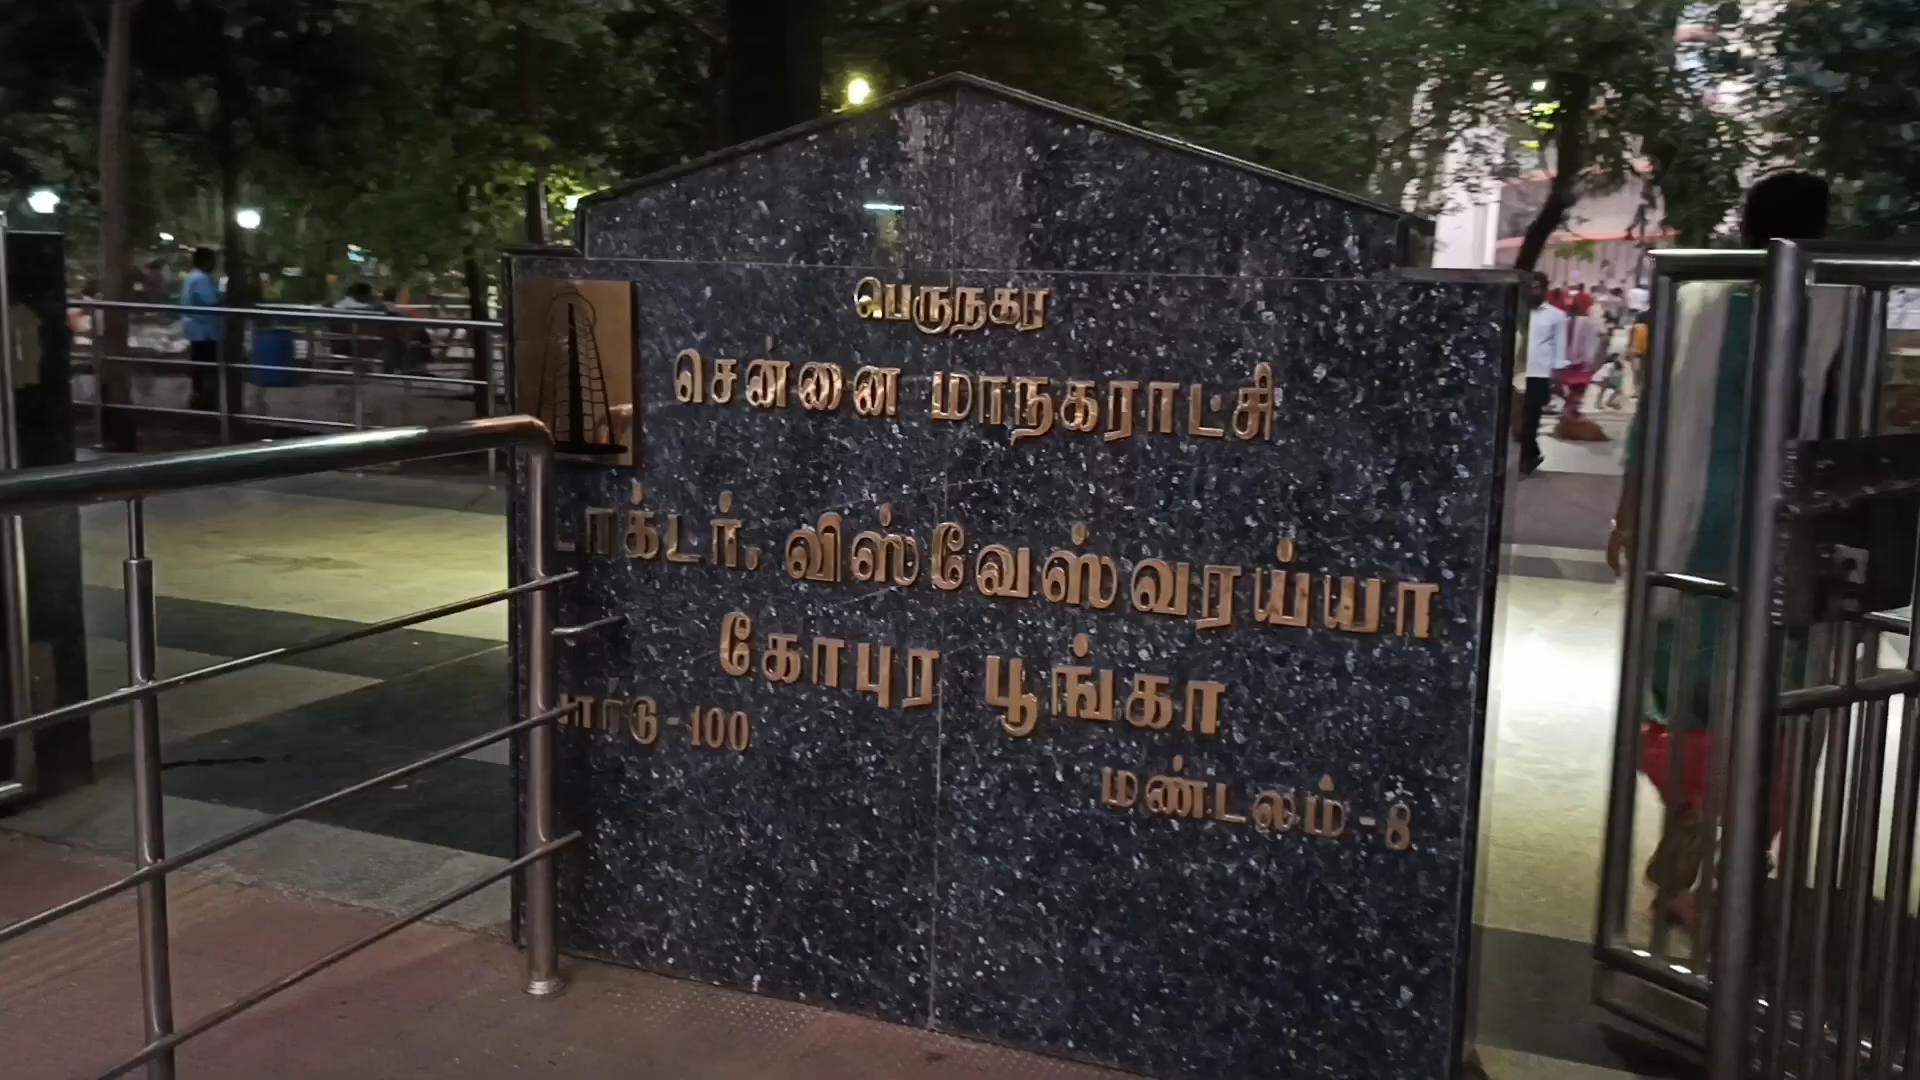 பெருநகர
சென்னை மாநகராட்சி
டாக்டர். விஸ்வேஸ்வரய்யா
கோபுர பூங்கா
வார்டு - 100
மண்டலம் - 8